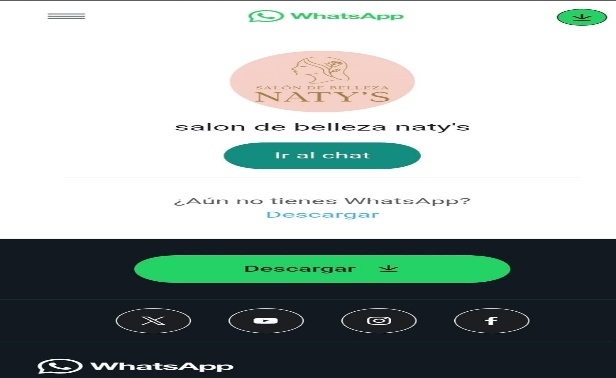 WhatsApp
SALÓN DE BELLEZA
NATY'S
salon de belleza naty's
Ir al chat
¿Aún no tienes WhatsApp?
Descargar
Descargar
WhatsApp